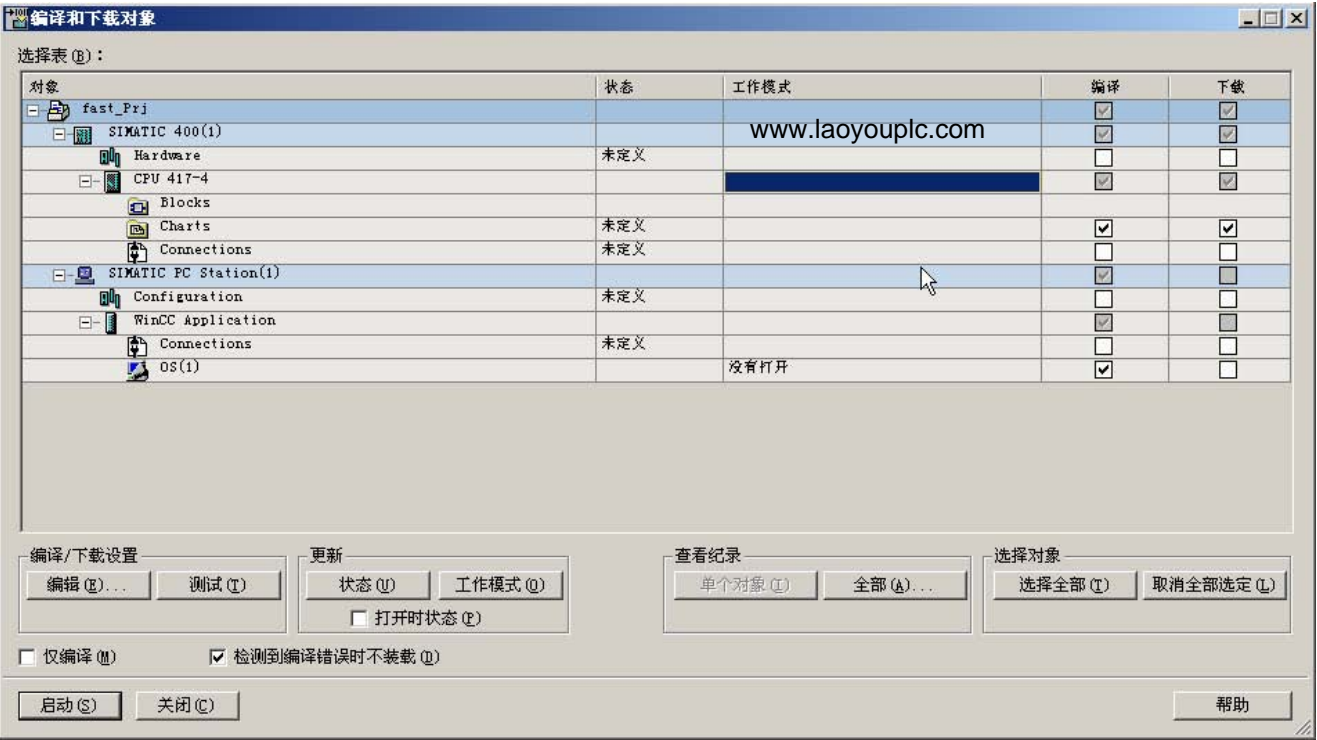 编译和下载对象
选择表(B)：
对象 状态 工作模式 编译 下载
fast_Prj
SIMATIC 400(1) www.laoyouplc.com
Hardware 未定义
CPU 417-4
Blocks
Charts 未定义
Connections 未定义
SIMATIC PC Station(1)
Configuration 未定义
WinCC Application
Connections 未定义
OS(1) 没有打开
编译/下载设置 更新 查看纪录 选择对象
编辑(E)... 测试(T) 状态(U) 工作模式(O) 单个对象(I) 全部(A)... 选择全部(T) 取消全部选定(L)
打开时状态(P)
仅编译(M) 检测到编译错误时不装载(D)
启动(S) 关闭(C) 帮助